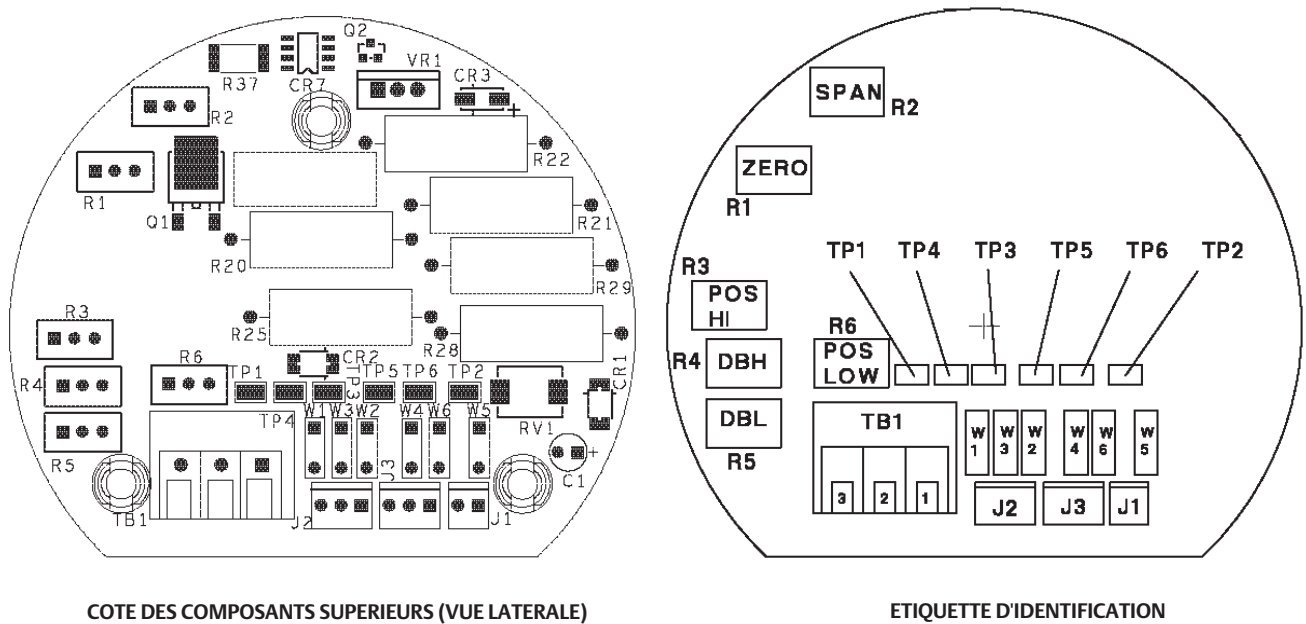 Q2
VR1
CR3
R37
CR7
+
R2
R22
R1
Q1
R21
R20
R29
R3
R25
R28
CR2
CR1
R6
R4
TP1
TP3
TP5
TP6
TP2
TP4
W1
W3
W2
W4
W6
W5
RV1
R5
J3
+
C1
TB1
J2
J1
COTE DES COMPOSANTS SUPERIEURS (VUE LATERALE)
SPAN
R2
ZERO
R1
TP1
TP4
TP3
TP5
TP6
TP2
R3
POS
HI
R6
R4
DBH
POS
LOW
DBL
R5
TB1
W
1
W
3
W
2
W
4
W
6
W
5
3
2
1
J2
J3
J1
ETIQUETTE D'IDENTIFICATION